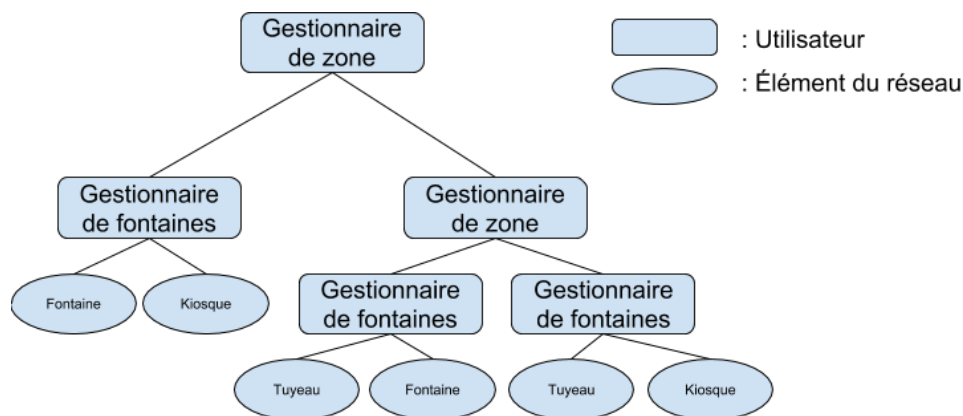 Gestionnaire
de zone
: Utilisateur
: Élément du réseau
Gestionnaire
de fontaines
Gestionnaire
de zone
Fontaine
Kiosque
Gestionnaire
de fontaines
Gestionnaire
de fontaines
Tuyeau
Fontaine
Tuyeau
Kiosque